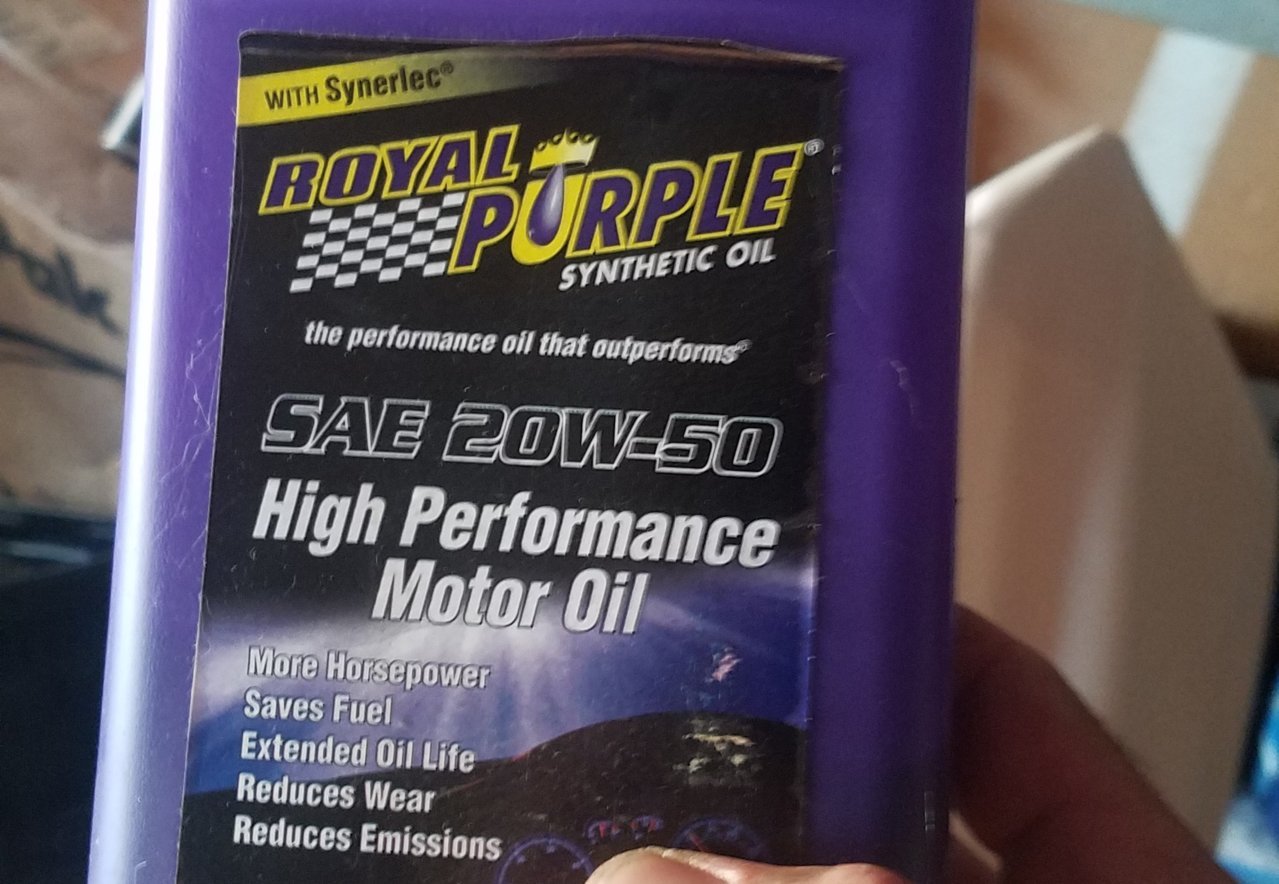 WITH Synerlec®
ROYAL
PURPLE®
SYNTHETIC OIL
the performance oil that outperforms®
SAE 20W-50
High Performance
Motor Oil
More Horsepower
Saves Fuel
Extended Oil Life
Reduces Wear
Reduces Emissions